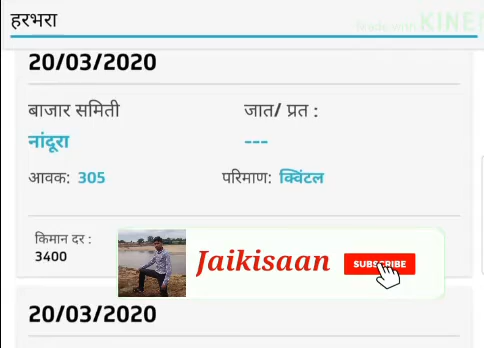 हरभरा
Made with KINE
20/03/2020
बाजार समिती जात/ प्रत :
नांदूरा ---
आवक: 305 परिमाण: क्विंटल
किमान दर :
3400
Jaikisaan SUBSCRIBE
20/03/2020